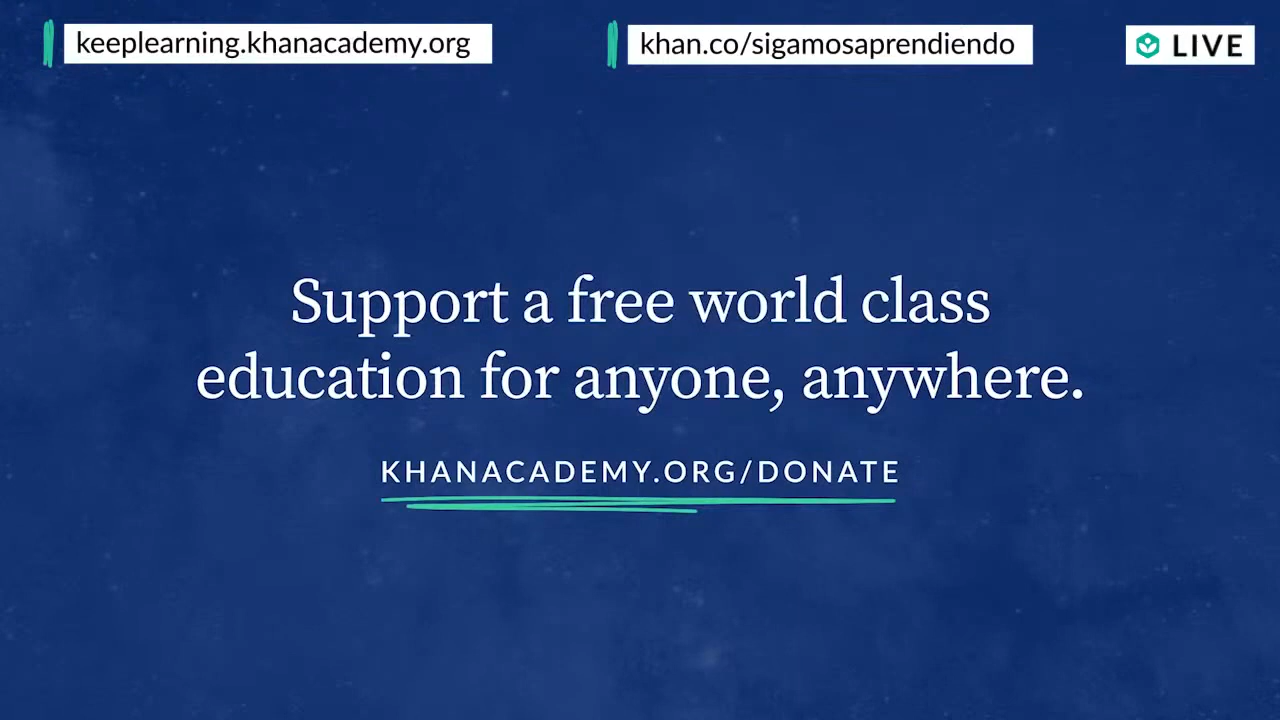 keeplearning.khanacademy.org
khan.co/sigamosaprendiendo
LIVE
Support a free world class
education for anyone, anywhere.
KHANACADEMY.ORG/DONATE